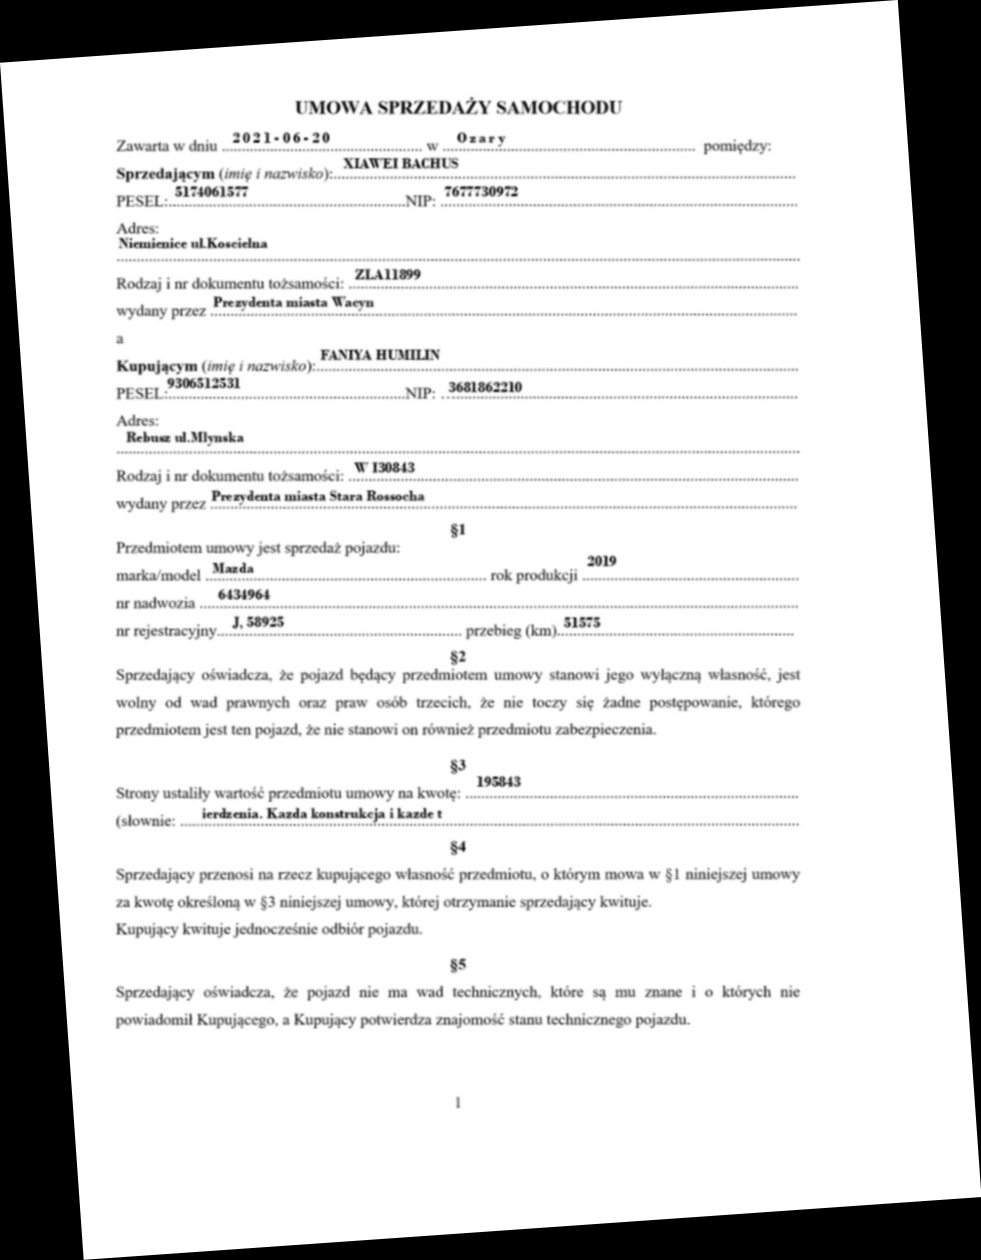 UMOWA SPRZEDAŻY SAMOCHODU
Zawarta w dniu 2021-06-20 w Ozary pomiędzy:
Sprzedającym (imię i nazwisko): XIAWEI BACHUS
PESEL: 5174061577 NIP: 7677730972
Adres:
Niemienice ul.Koscielna
Rodzaj i nr dokumentu tożsamości: ZLA11899
wydany przez Prezydenta miasta Wacyn
a
Kupującym (imię i nazwisko): FANIYA HUMILIN
PESEL: 9306512531 NIP: 3681862210
Adres:
Rebusz ul.Mlynska
Rodzaj i nr dokumentu tożsamości: W I30843
wydany przez Prezydenta miasta Stara Rossocha
§1
Przedmiotem umowy jest sprzedaż pojazdu:
marka/model Mazda rok produkcji 2019
nr nadwozia 6434964
nr rejestracyjny J, 58925 przebieg (km) 51575
§2
Sprzedający oświadcza, że pojazd będący przedmiotem umowy stanowi jego wyłączną własność, jest
wolny od wad prawnych oraz praw osób trzecich, że nie toczy się żadne postępowanie, którego
przedmiotem jest ten pojazd, że nie stanowi on również przedmiotu zabezpieczenia.
§3
Strony ustaliły wartość przedmiotu umowy na kwotę: 195843
(słownie: ierdzenia. Kazda konstrukcja i kazde t
§4
Sprzedający przenosi na rzecz kupującego własność przedmiotu, o którym mowa w §1 niniejszej umowy
za kwotę określoną w §3 niniejszej umowy, której otrzymanie sprzedający kwituje.
Kupujący kwituje jednocześnie odbiór pojazdu.
§5
Sprzedający oświadcza, że pojazd nie ma wad technicznych, które są mu znane i o których nie
powiadomił Kupującego, a Kupujący potwierdza znajomość stanu technicznego pojazdu.
1